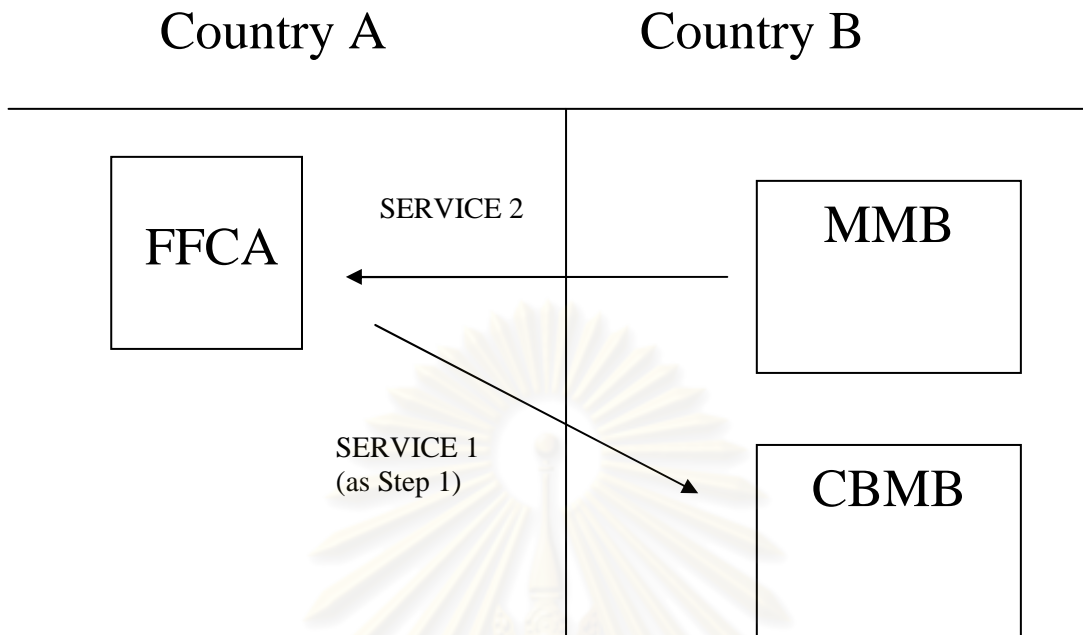 Country A
Country B
SERVICE 2
FFCA
MMB
SERVICE 1
(as Step 1)
CBMB